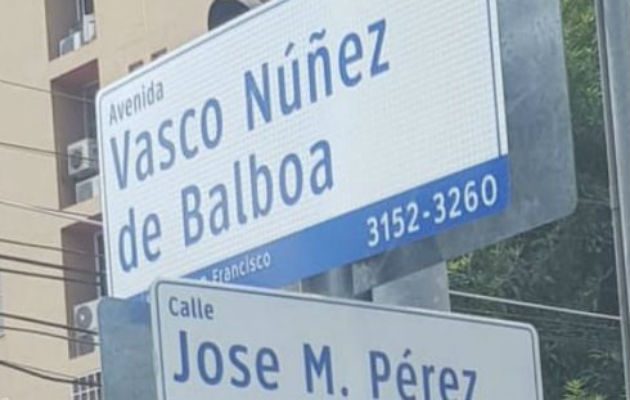 Avenida
Vasco Núñez
de Balboa
Francisco 3152-3260
Calle
Jose M. Pérez